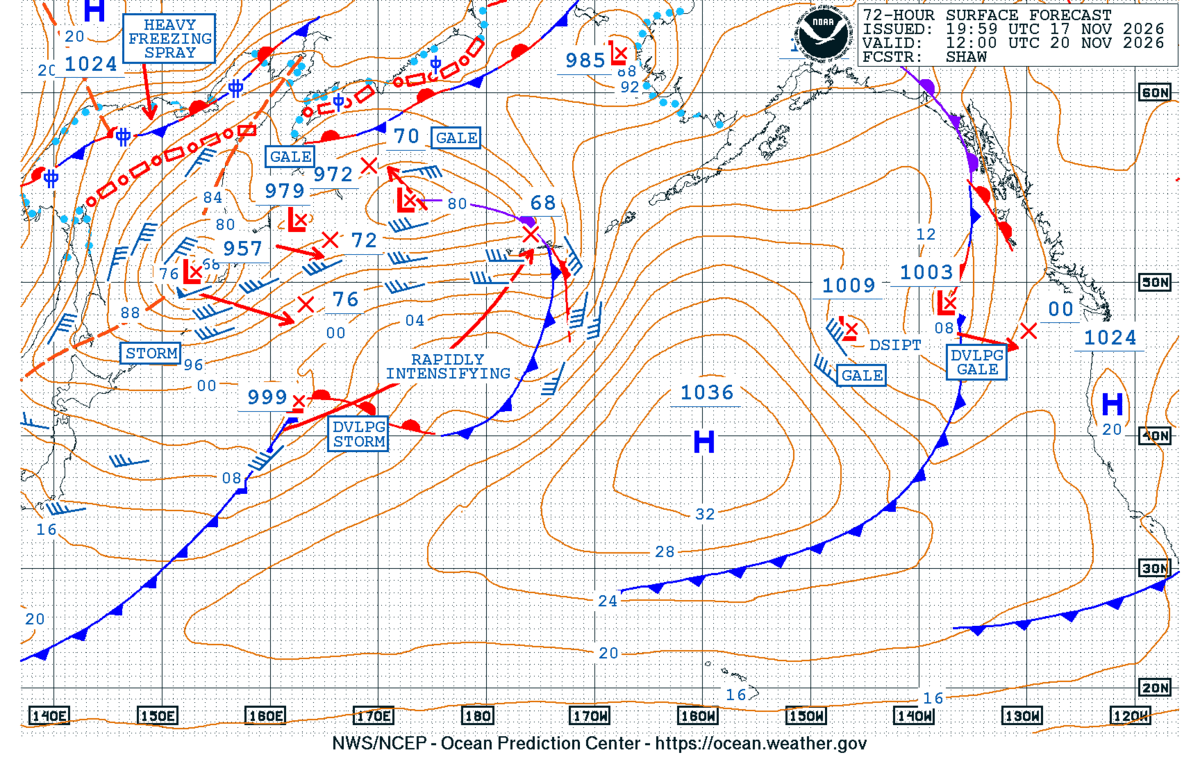 H
20
20
1024
HEAVY
FREEZING
SPRAY
985
88
92
NOAA
72-HOUR SURFACE FORECAST
ISSUED: 19:59 UTC 17 NOV 2026
VALID: 12:00 UTC 20 NOV 2026
FCSTR: SHAW
60N
70
GALE
GALE
972
979
L
84
80
L
80
68
L
957
72
76
68
L
88
76
00
04
12
1009
1003
L
50N
00
08
1024
L
DSIPT
DVLPG
GALE
GALE
STORM
96
00
RAPIDLY
INTENSIFYING
999
L
DVLPG
STORM
1036
H
H
20
40N
08
16
32
28
30N
24
20
20
16
16
20N
140E
150E
160E
170E
180
170W
160W
150W
140W
130W
120W
NWS/NCEP - Ocean Prediction Center - https://ocean.weather.gov